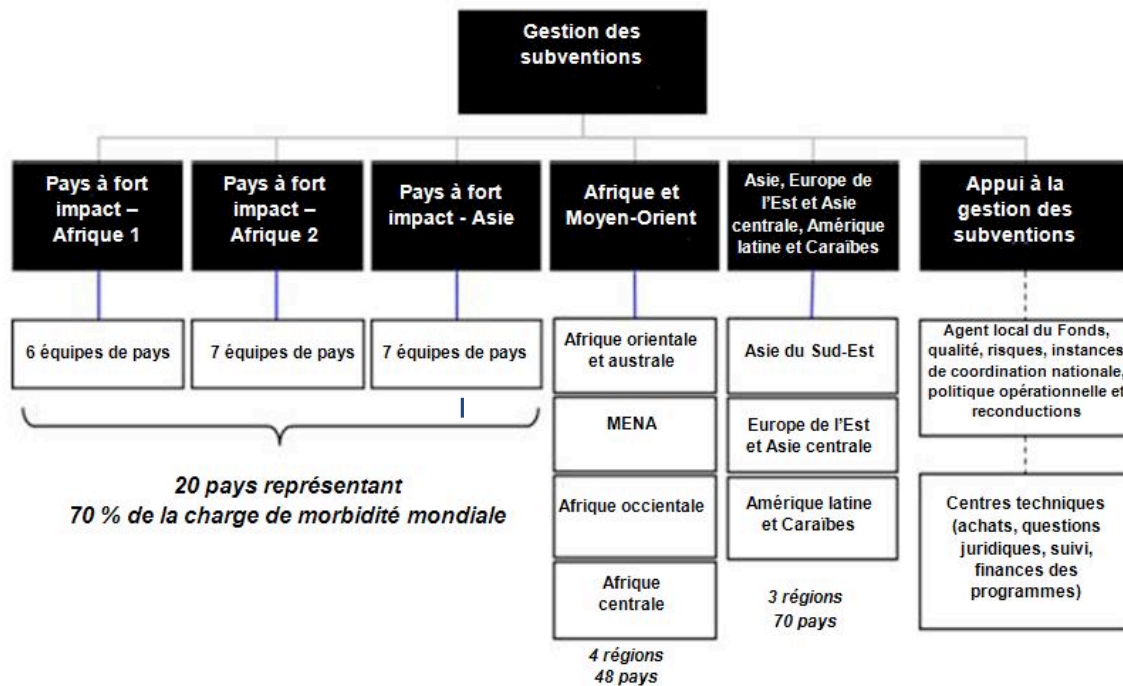 Gestion des
subventions
Pays à fort
impact –
Afrique 1
Pays à fort
impact –
Afrique 2
Pays à fort
impact - Asie
Afrique et
Moyen-Orient
Asie, Europe de
l’Est et Asie
centrale, Amérique
latine et Caraïbes
Appui à la
gestion des
subventions
6 équipes de pays
7 équipes de pays
7 équipes de pays
20 pays représentant
70 % de la charge de morbidité mondiale
Afrique orientale
et australe
MENA
Afrique occidentale
Afrique
centrale
4 régions
48 pays
Asie du Sud-Est
Europe de l’Est
et Asie centrale
Amérique latine
et Caraïbes
3 régions
70 pays
Agent local du Fonds,
qualité, risques, instances
de coordination nationale,
politique opérationnelle et
reconductions
Centres techniques
(achats, questions
juridiques, suivi,
finances des
programmes)